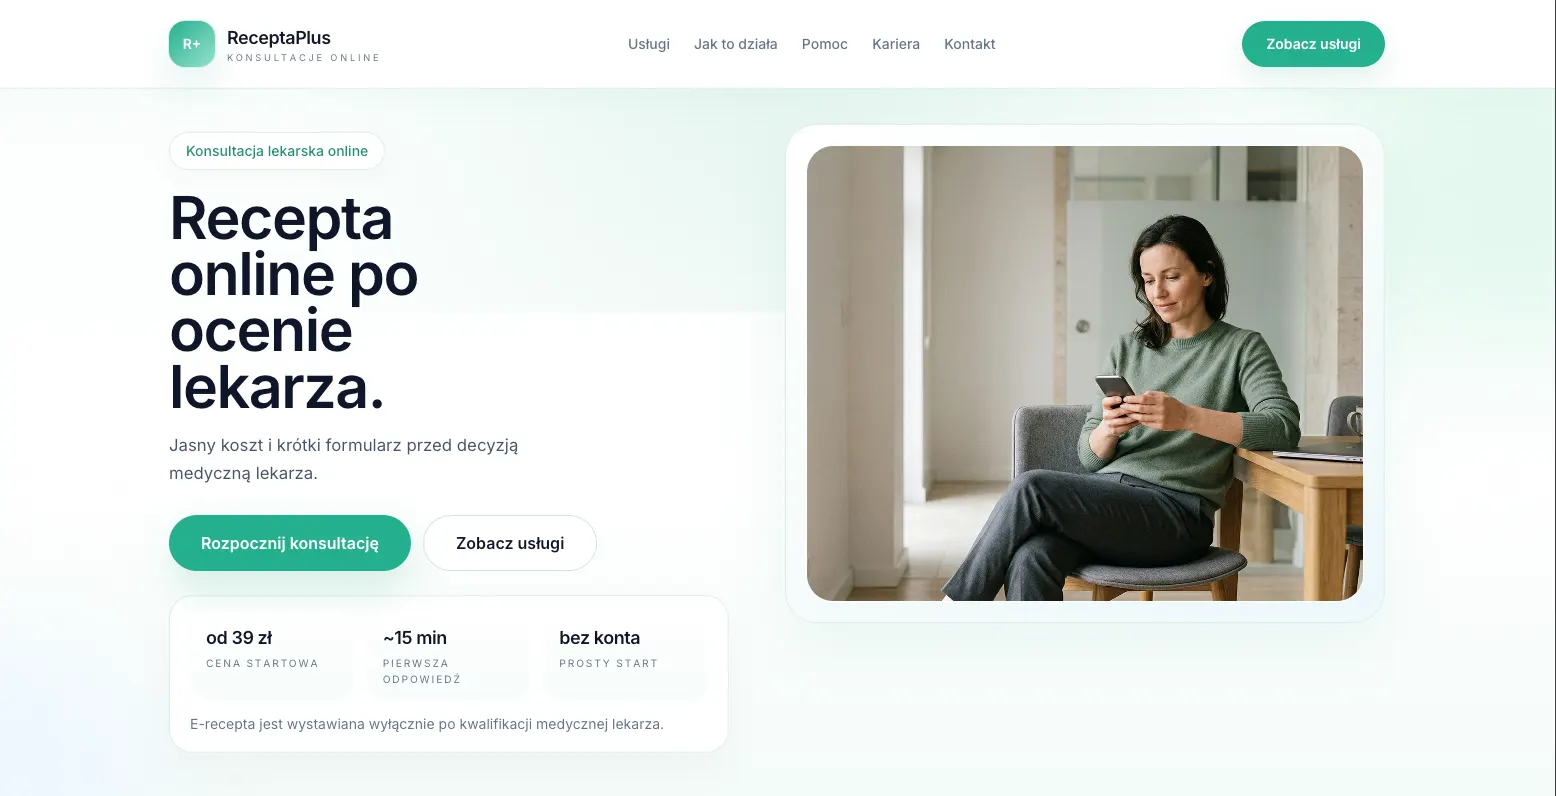 R+
ReceptaPlus
KONSULTACJE ONLINE
Usługi
Jak to działa
Pomoc
Kariera
Kontakt
Zobacz usługi
Konsultacja lekarska online
Recepta
online po
ocenie
lekarza.
Jasny koszt i krótki formularz przed decyzją
medyczną lekarza.
Rozpocznij konsultację
Zobacz usługi
od 39 zł
CENA STARTOWA
~15 min
PIERWSZA
ODPOWIEDŹ
bez konta
PROSTY START
E-recepta jest wystawiana wyłącznie po kwalifikacji medycznej lekarza.